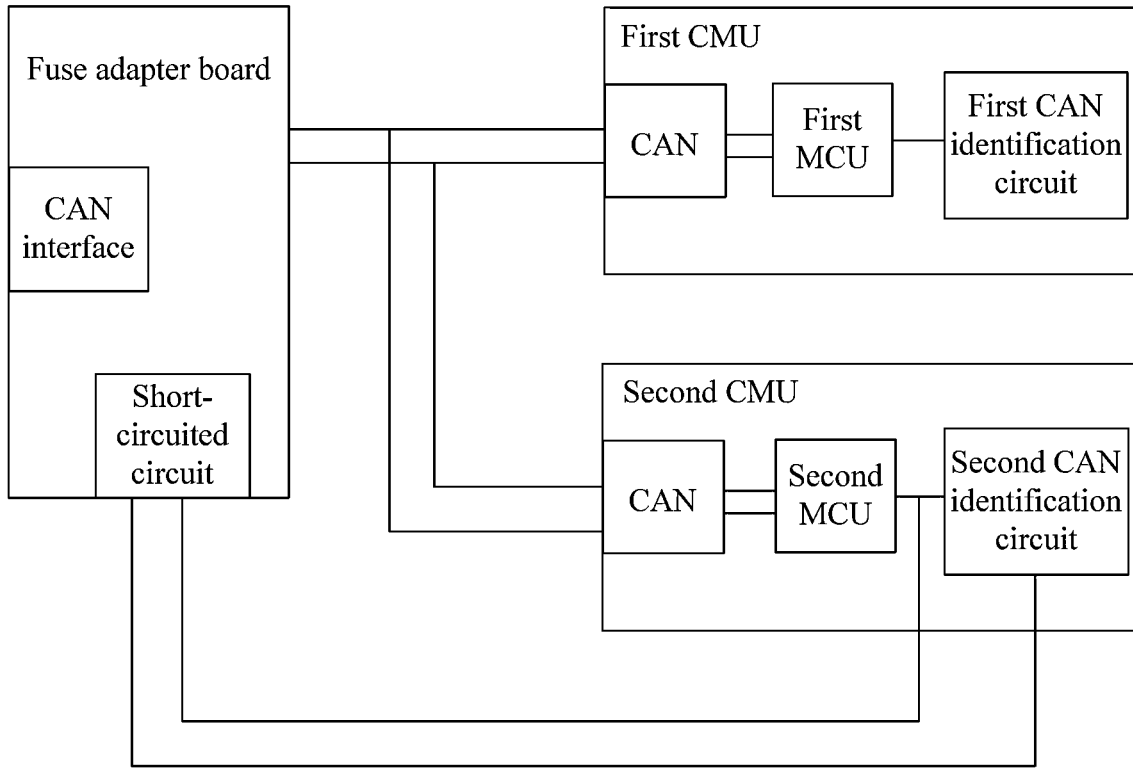 Fuse adapter board
CAN
interface
Short-
circuited
circuit
First CMU
CAN
First
MCU
First CAN
identification
circuit
Second CMU
CAN
Second
MCU
Second CAN
identification
circuit